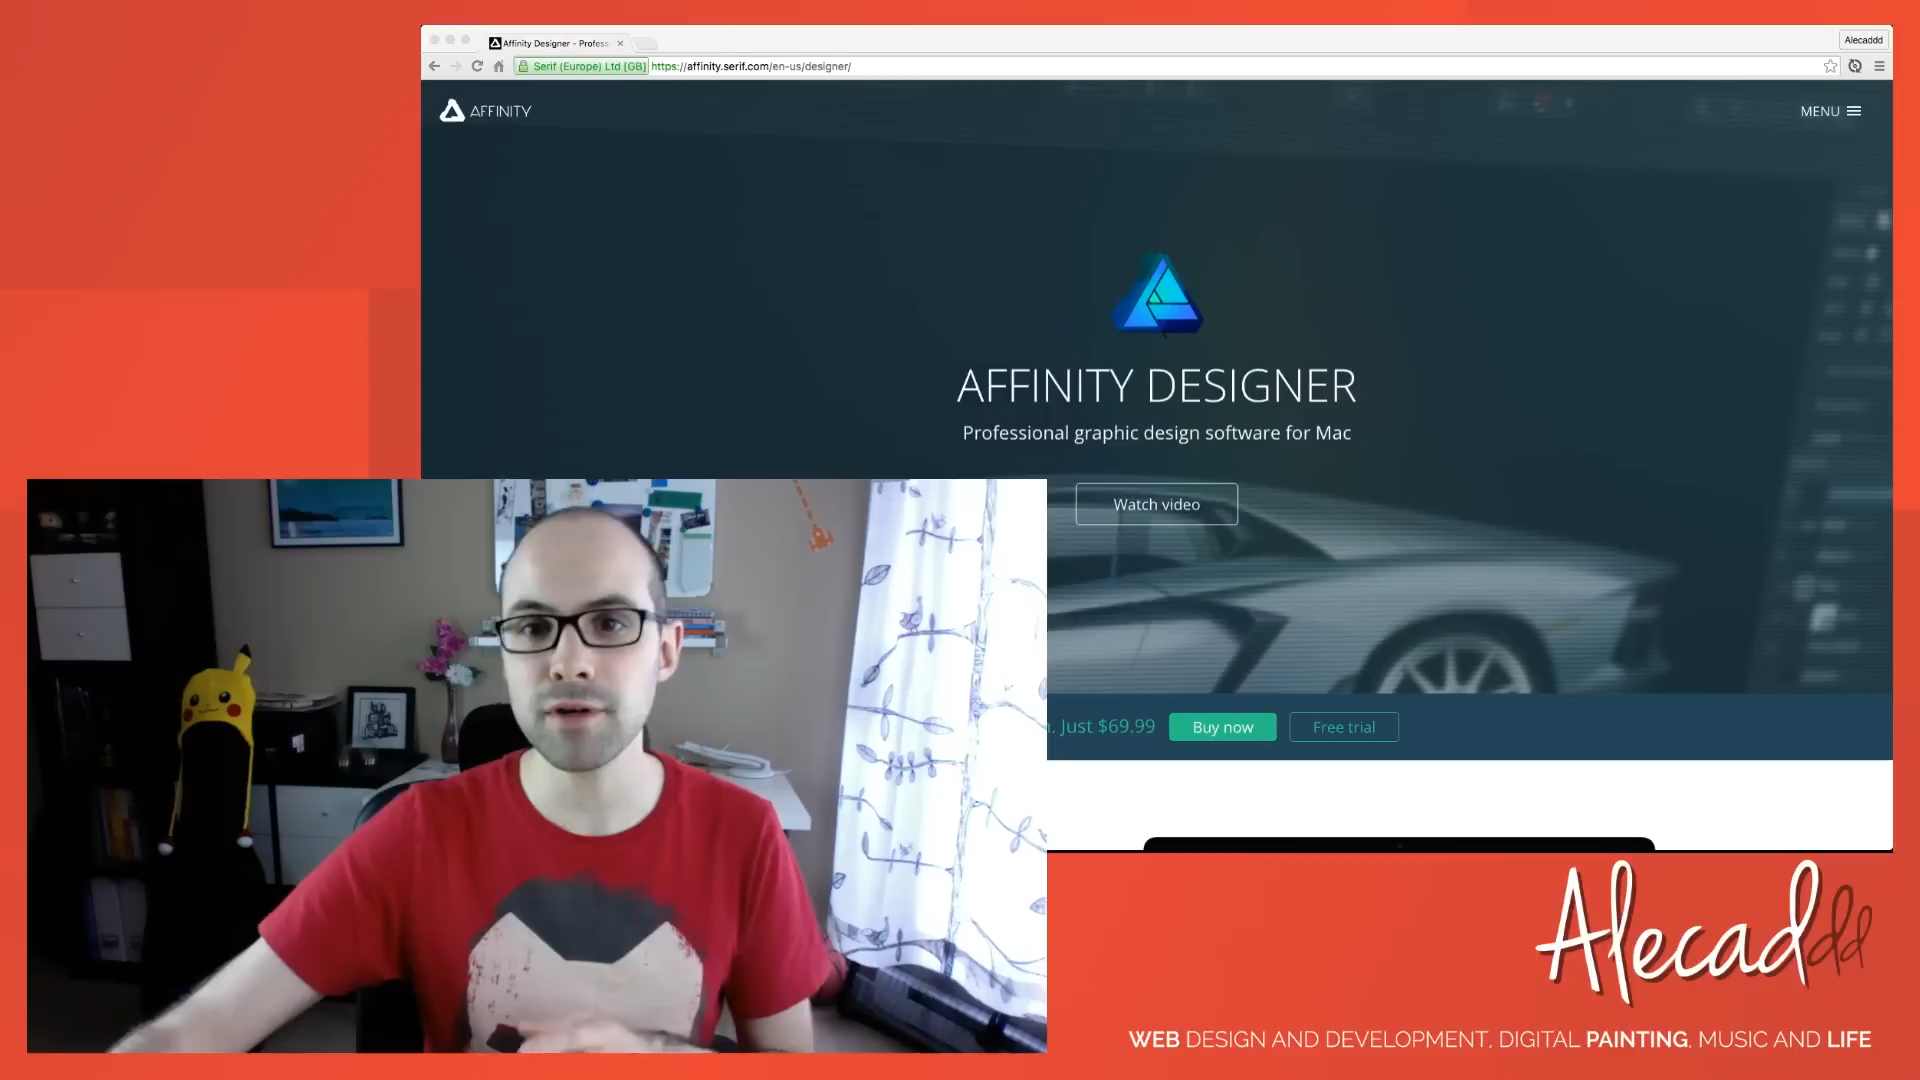 Affinity Designer - Profess
Alecaddd
Serif (Europe) Ltd [GB] https://affinity.serif.com/en-us/designer/
AFFINITY
MENU
AFFINITY DESIGNER
Professional graphic design software for Mac
Watch video
. Just $69.99
Buy now
Free trial
Alecaddd
WEB DESIGN AND DEVELOPMENT, DIGITAL PAINTING, MUSIC AND LIFE